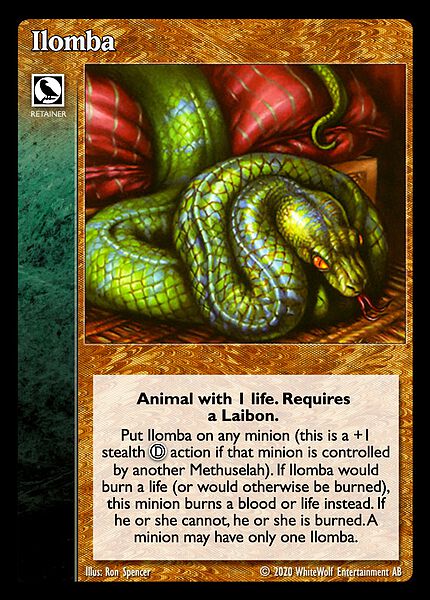 Ilomba
RETAINER
Animal with 1 life. Requires
a Laibon.
Put Ilomba on any minion (this is a +1
stealth Ⓓ action if that minion is controlled
by another Methuselah). If Ilomba would
burn a life (or would otherwise be burned),
this minion burns a blood or life instead. If
he or she cannot, he or she is burned. A
minion may have only one Ilomba.
Illus: Ron Spencer
© 2020 WhiteWolf Entertainment AB